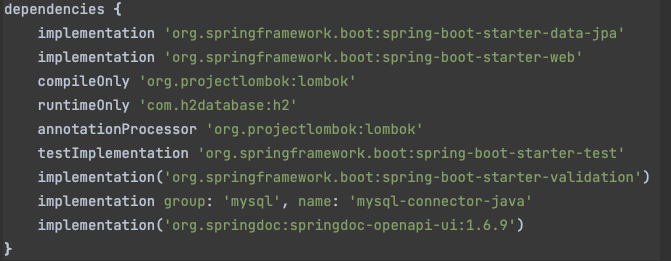 dependencies {
    implementation 'org.springframework.boot:spring-boot-starter-data-jpa'
    implementation 'org.springframework.boot:spring-boot-starter-web'
    compileOnly 'org.projectlombok:lombok'
    runtimeOnly 'com.h2database:h2'
    annotationProcessor 'org.projectlombok:lombok'
    testImplementation 'org.springframework.boot:spring-boot-starter-test'
    implementation('org.springframework.boot:spring-boot-starter-validation')
    implementation group: 'mysql', name: 'mysql-connector-java'
    implementation('org.springdoc:springdoc-openapi-ui:1.6.9')
}